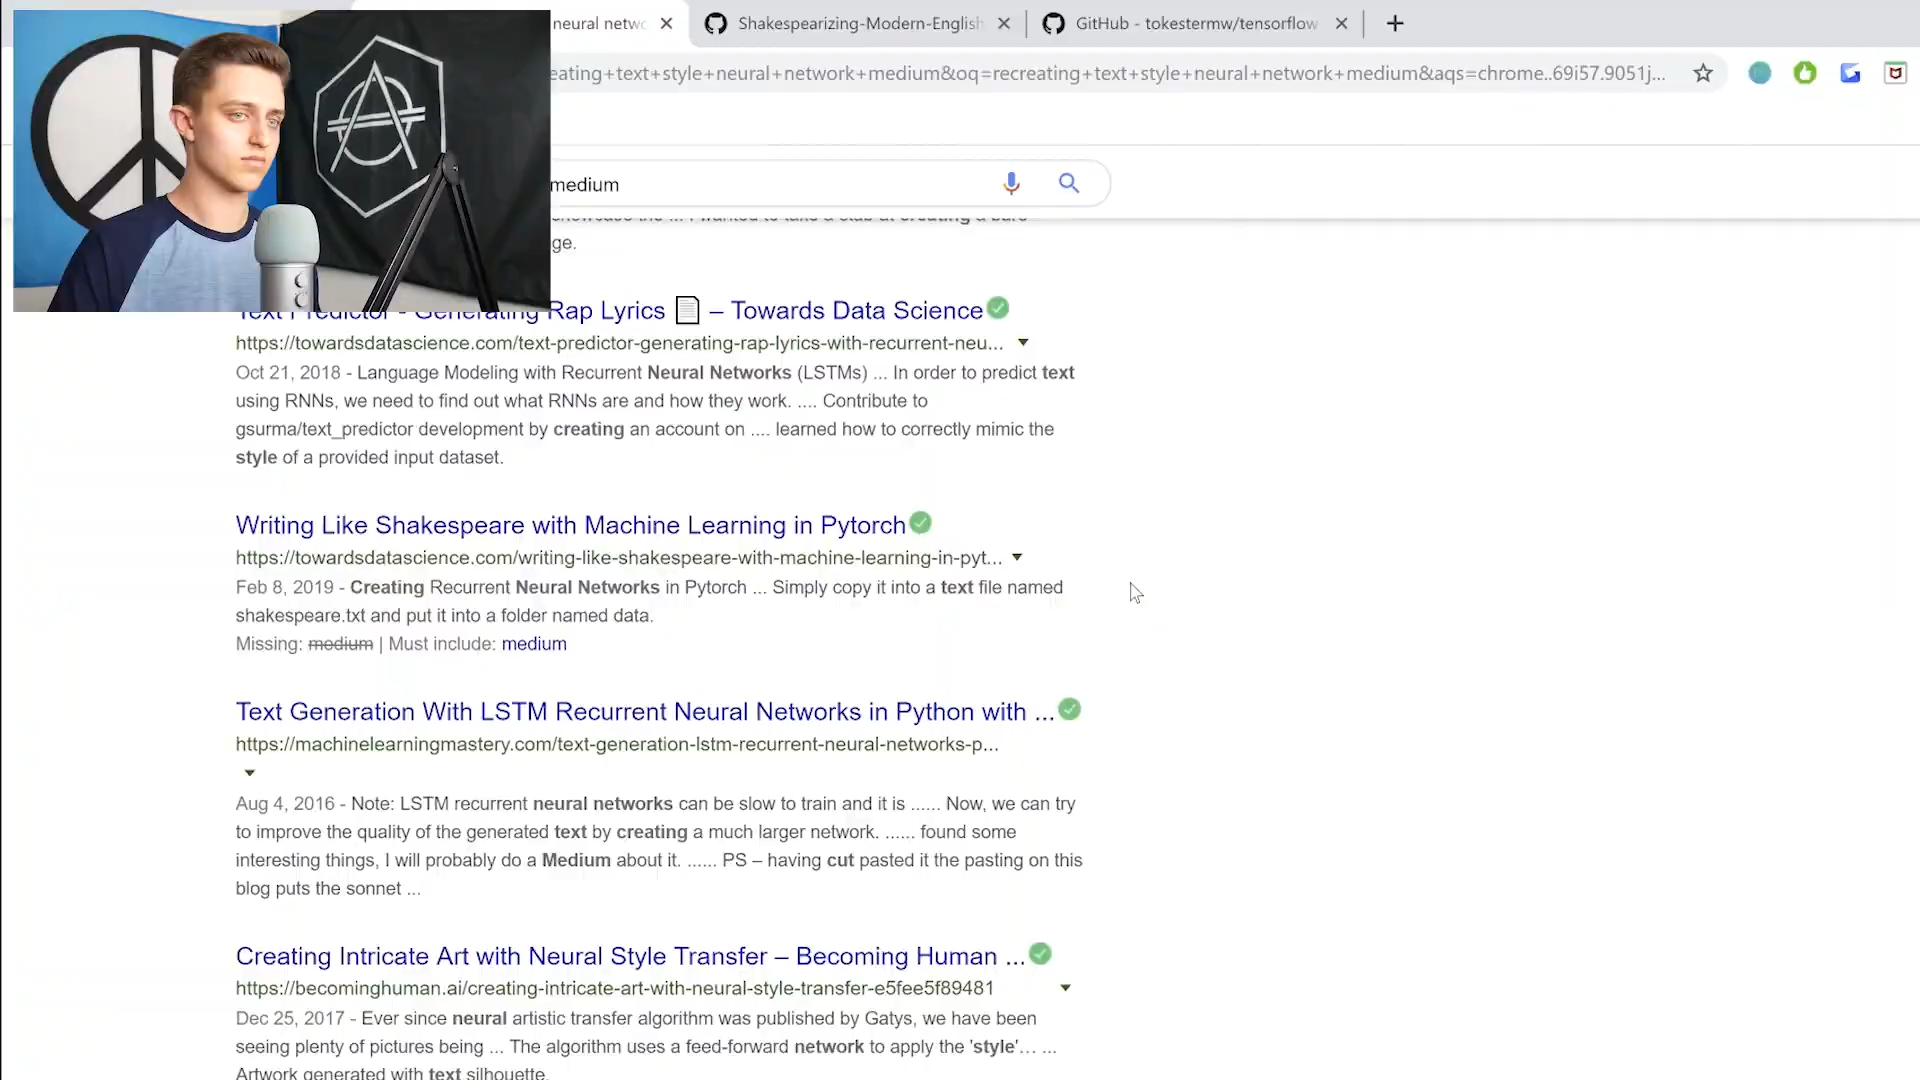 neural netwo
Shakespearizing-Modern-English
GitHub - tokestermw/tensorflow
eating+text+style+neural+network+medium&oq=recreating+text+style+neural+network+medium&aqs=chrome..69i57.9051j...
medium
showcase the ... I wanted to take a stab at creating a bare
ge.
Text Predictor - Generating Rap Lyrics 📄 – Towards Data Science
https://towardsdatascience.com/text-predictor-generating-rap-lyrics-with-recurrent-neu...
Oct 21, 2018 - Language Modeling with Recurrent Neural Networks (LSTMs) ... In order to predict text
using RNNs, we need to find out what RNNs are and how they work. .... Contribute to
gsurma/text_predictor development by creating an account on .... learned how to correctly mimic the
style of a provided input dataset.
Writing Like Shakespeare with Machine Learning in Pytorch
https://towardsdatascience.com/writing-like-shakespeare-with-machine-learning-in-pyt...
Feb 8, 2019 - Creating Recurrent Neural Networks in Pytorch ... Simply copy it into a text file named
shakespeare.txt and put it into a folder named data.
Missing: medium | Must include: medium
Text Generation With LSTM Recurrent Neural Networks in Python with ...
https://machinelearningmastery.com/text-generation-lstm-recurrent-neural-networks-p...
Aug 4, 2016 - Note: LSTM recurrent neural networks can be slow to train and it is ...... Now, we can try
to improve the quality of the generated text by creating a much larger network. ...... found some
interesting things, I will probably do a Medium about it. ...... PS – having cut pasted it the pasting on this
blog puts the sonnet ...
Creating Intricate Art with Neural Style Transfer – Becoming Human ...
https://becominghuman.ai/creating-intricate-art-with-neural-style-transfer-e5fee5f89481
Dec 25, 2017 - Ever since neural artistic transfer algorithm was published by Gatys, we have been
seeing plenty of pictures being ... The algorithm uses a feed-forward network to apply the 'style'... ...
Artwork generated with text silhouette.